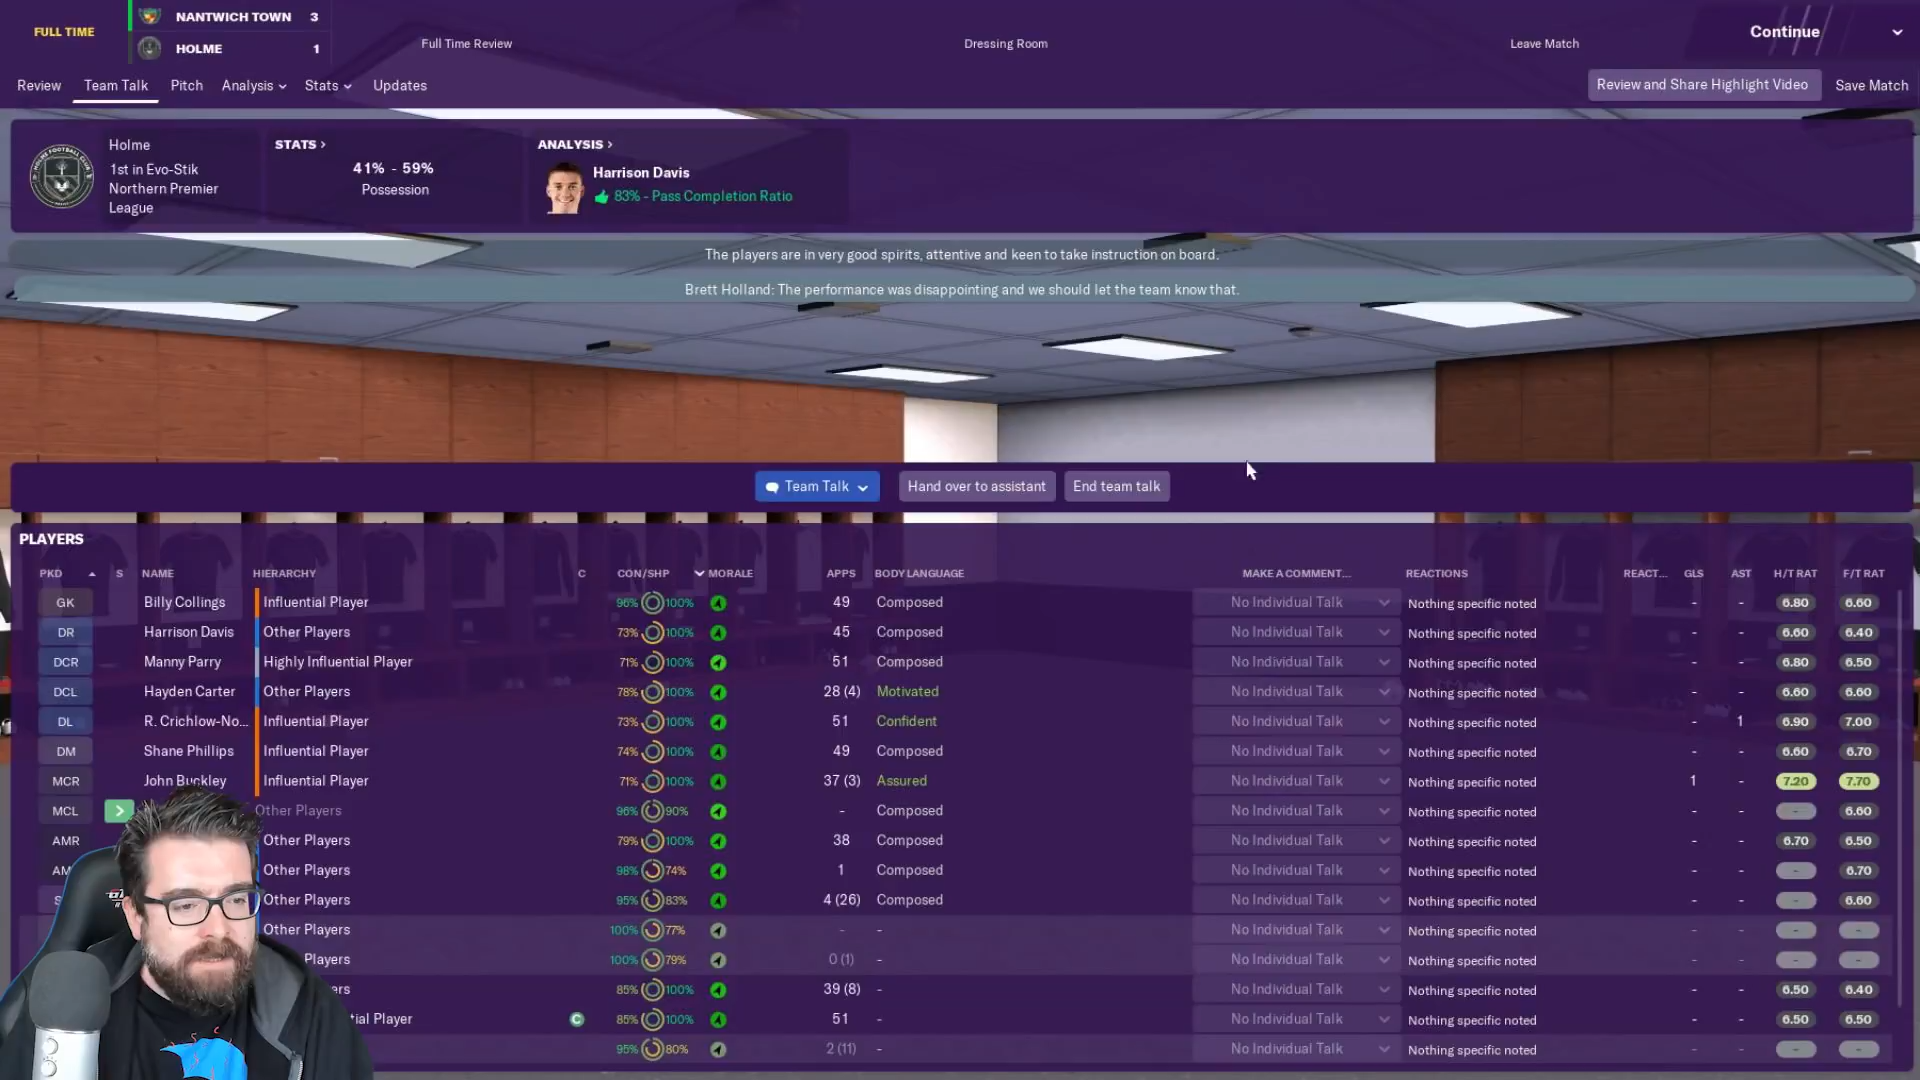 FULL TIME
NANTWICH TOWN 3
HOLME 1
Full Time Review
Dressing Room
Leave Match
Continue
Review Team Talk Pitch Analysis Stats Updates
Review and Share Highlight Video Save Match
Holme
1st in Evo-Stik
Northern Premier
League
STATS >
41% - 59%
Possession
ANALYSIS >
Harrison Davis
83% - Pass Completion Ratio
The players are in very good spirits, attentive and keen to take instruction on board.
Brett Holland: The performance was disappointing and we should let the team know that.
Team Talk Hand over to assistant End team talk
PLAYERS
PKD S NAME HIERARCHY C CON/SHP MORALE APPS BODY LANGUAGE MAKE A COMMENT... REACTIONS REACT... GLS AST H/T RAT F/T RAT
GK Billy Collings Influential Player 96% 100% 49 Composed No Individual Talk Nothing specific noted - - 6.80 6.60
DR Harrison Davis Other Players 73% 100% 45 Composed No Individual Talk Nothing specific noted - - 6.60 6.40
DCR Manny Parry Highly Influential Player 71% 100% 51 Composed No Individual Talk Nothing specific noted - - 6.80 6.50
DCL Hayden Carter Other Players 78% 100% 28 (4) Motivated No Individual Talk Nothing specific noted - - 6.60 6.60
DL R. Crichlow-No... Influential Player 73% 100% 51 Confident No Individual Talk Nothing specific noted - 1 6.90 7.00
DM Shane Phillips Influential Player 74% 100% 49 Composed No Individual Talk Nothing specific noted - - 6.60 6.70
MCR John Buckley Influential Player 71% 100% 37 (3) Assured No Individual Talk Nothing specific noted 1 - 7.20 7.70
MCL Other Players 96% 90% - Composed No Individual Talk Nothing specific noted - - - 6.60
AMR Other Players 79% 100% 38 Composed No Individual Talk Nothing specific noted - - 6.70 6.50
Other Players 98% 74% 1 Composed No Individual Talk Nothing specific noted - - - 6.70
Other Players 95% 83% 4 (26) Composed No Individual Talk Nothing specific noted - - - 6.60
Other Players 100% 77% - - No Individual Talk Nothing specific noted - - - -
Players 100% 79% 0 (1) - No Individual Talk Nothing specific noted - - - -
85% 100% 39 (8) - No Individual Talk Nothing specific noted - - 6.50 6.40
Player C 85% 100% 51 - No Individual Talk Nothing specific noted - - 6.50 6.50
95% 80% 2 (11) - No Individual Talk Nothing specific noted - - - -